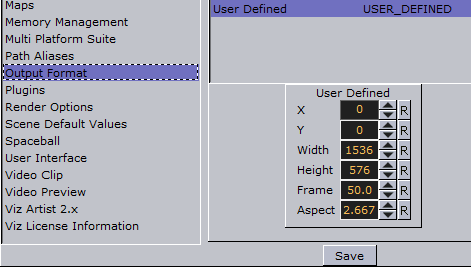 Maps
Memory Management
Multi Platform Suite
Path Aliases
Output Format
Plugins
Render Options
Scene Default Values
Spaceball
User Interface
Video Clip
Video Preview
Viz Artist 2.x
Viz License Information
User Defined USER_DEFINED
User Defined
X 0 R
Y 0 R
Width 1536 R
Height 576 R
Frame 50.0 R
Aspect 2.667 R
Save